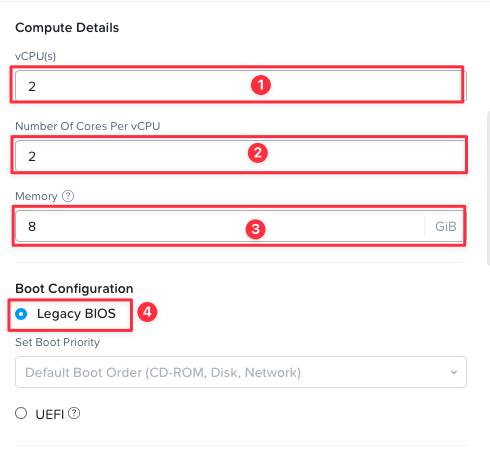 Compute Details
vCPU(s)
2
1
Number Of Cores Per vCPU
2
2
Memory ?
8
3
GiB
Boot Configuration
Legacy BIOS
4
Set Boot Priority
Default Boot Order (CD-ROM, Disk, Network)
UEFI ?